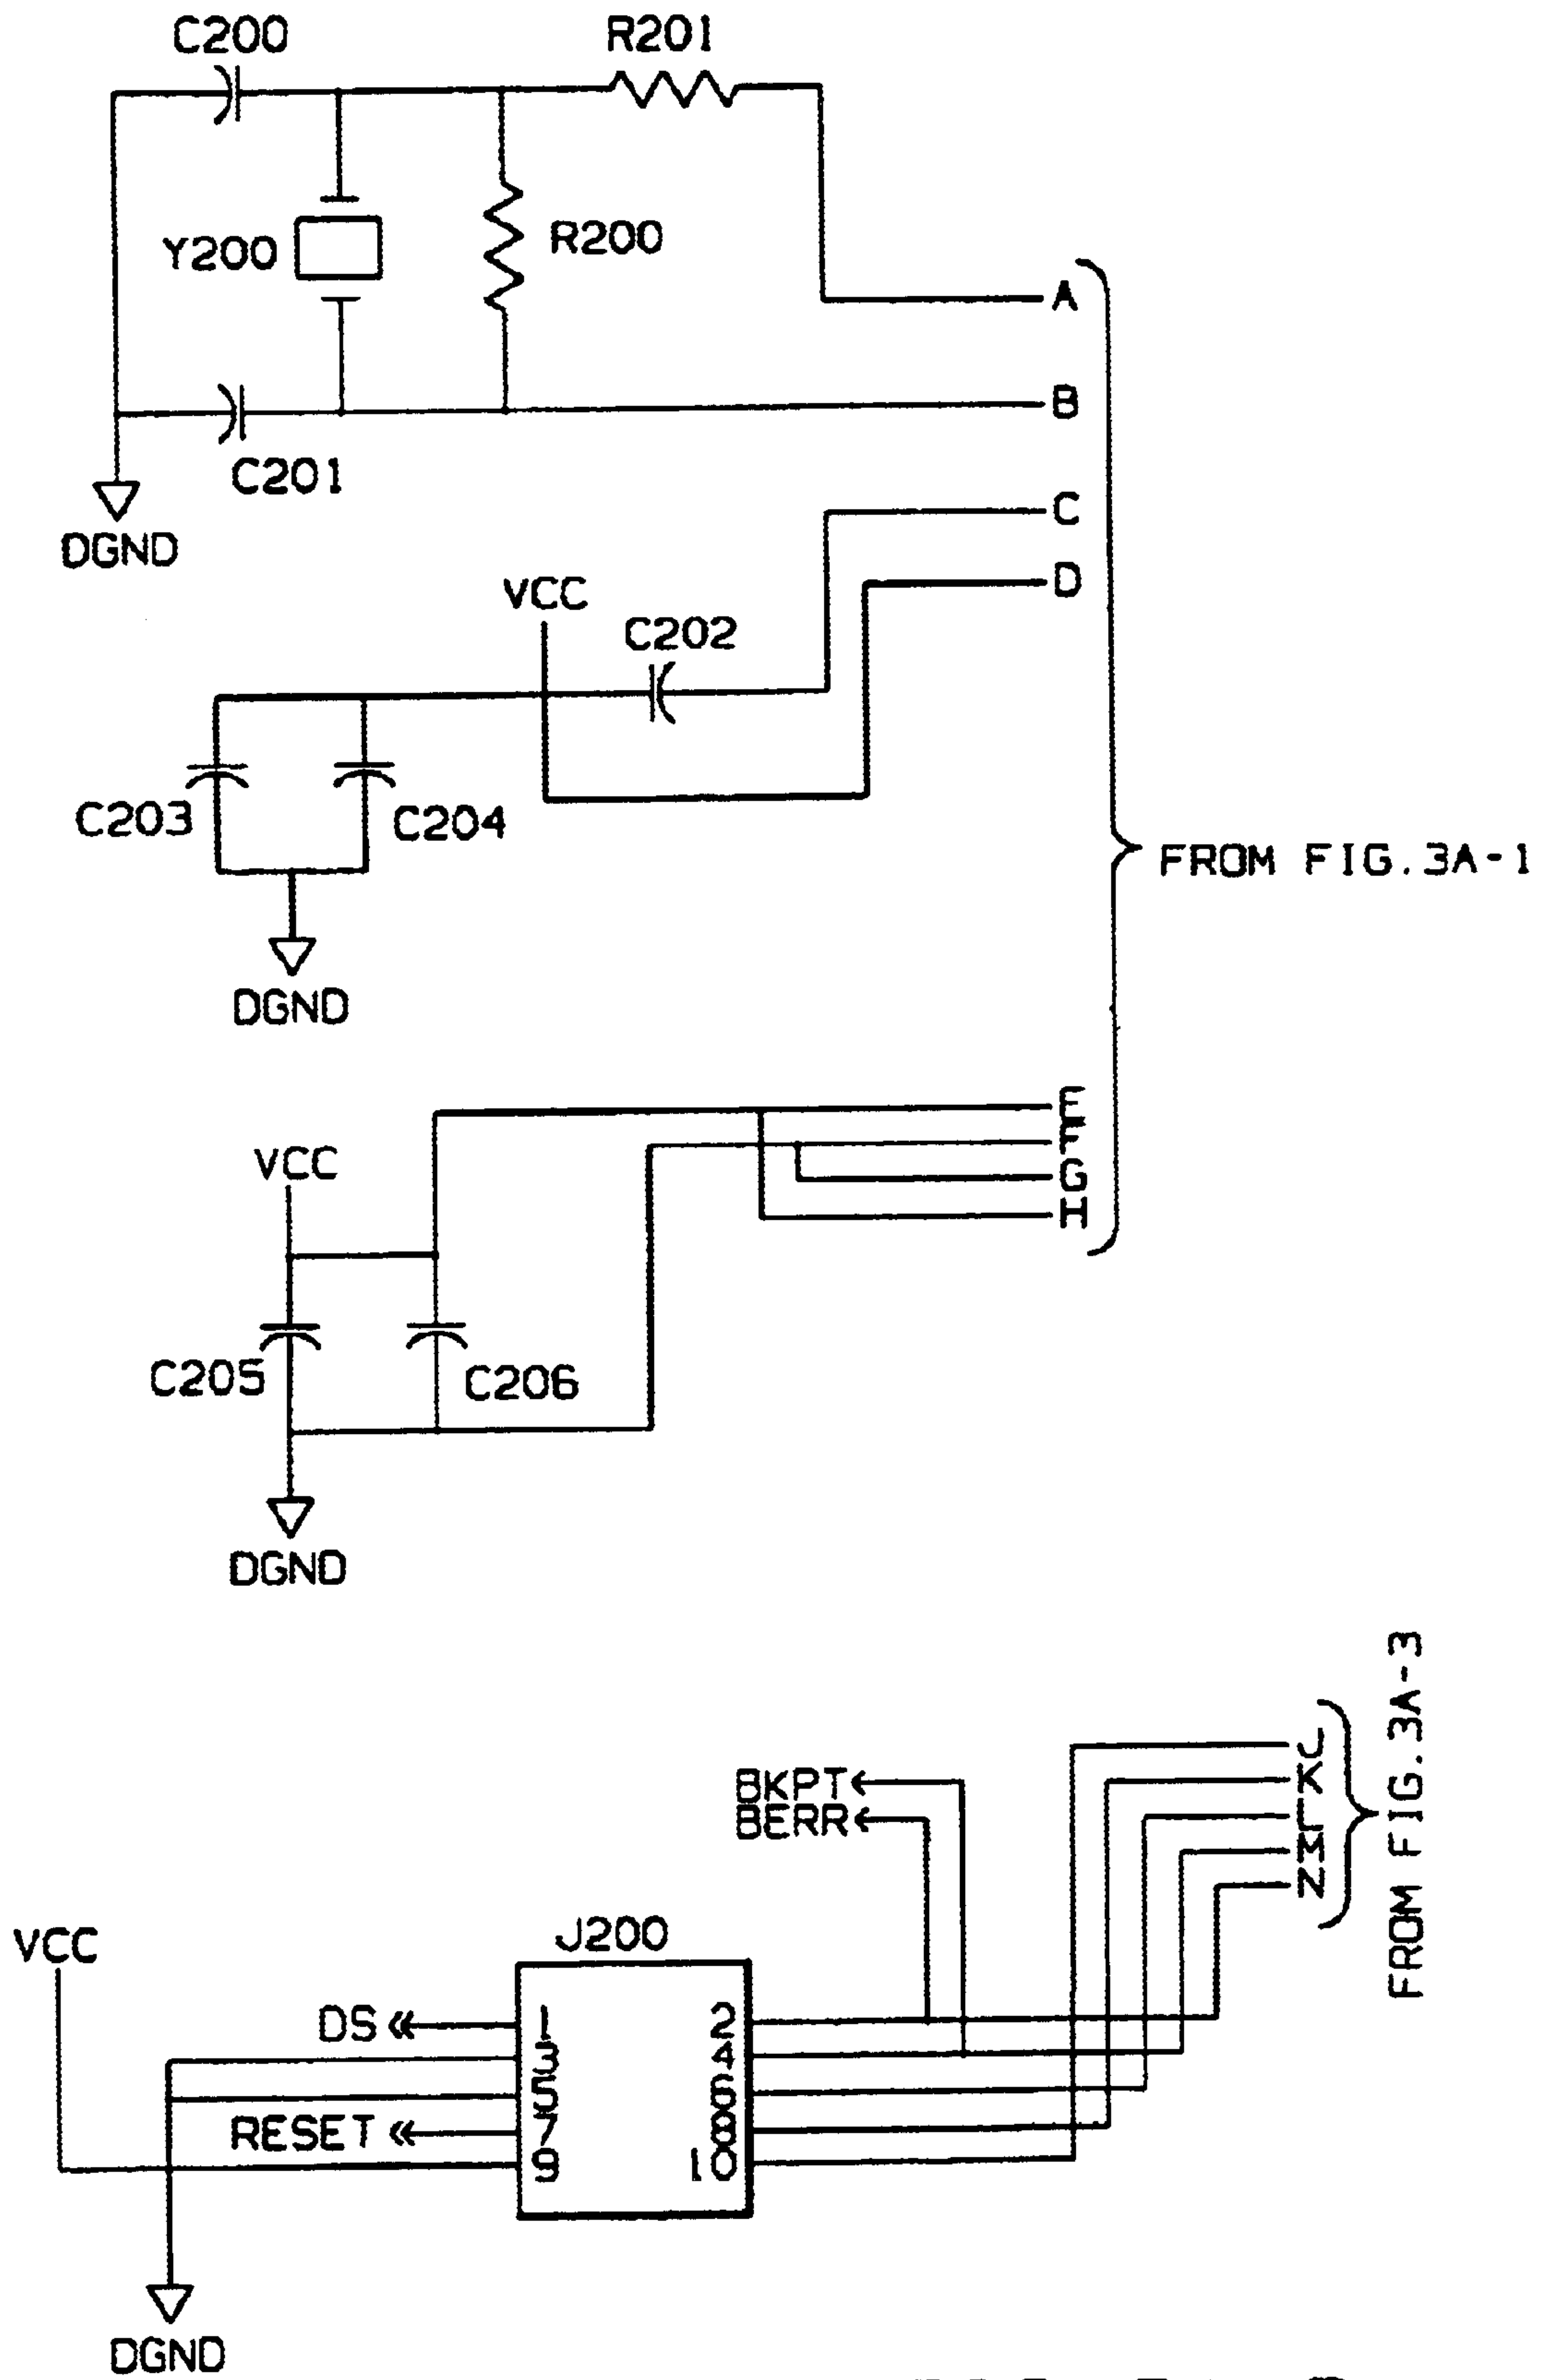 C200
R201
Y200
R200
A
B
C201
C
DGND
D
VCC
C202
C203
C204
FROM FIG.3A-1
DGND
E
F
VCC
G
H
C205
C206
DGND
FROM FIG.3A-3
J
BKPT
K
BERR
L
M
N
J200
VCC
DS
1
2
3
4
5
6
RESET
7
8
9
10
DGND